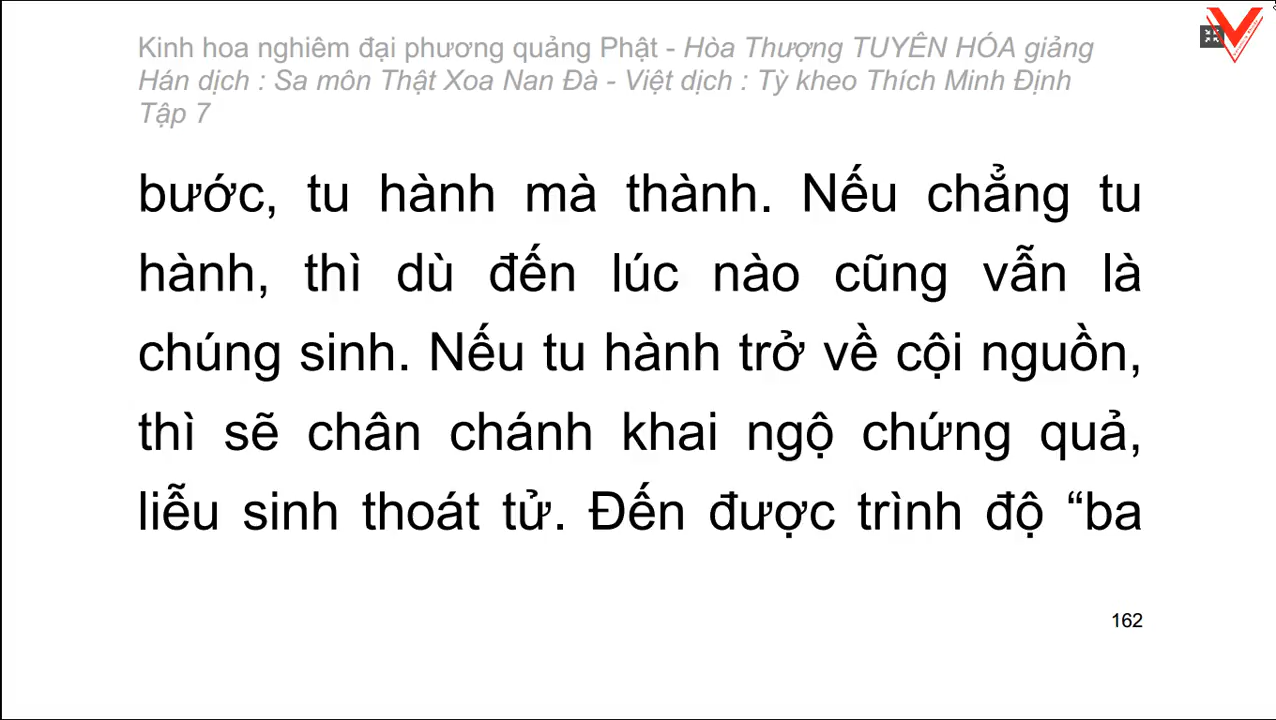 Kinh hoa nghiêm đại phương quảng Phật - Hòa Thượng TUYÊN HÓA giảng
Hán dịch : Sa môn Thật Xoa Nan Đà - Việt dịch : Tỳ kheo Thích Minh Định
Tập 7
bước, tu hành mà thành. Nếu chẳng tu
hành, thì dù đến lúc nào cũng vẫn là
chúng sinh. Nếu tu hành trở về cội nguồn,
thì sẽ chân chánh khai ngộ chứng quả,
liễu sinh thoát tử. Đến được trình độ “ba
162